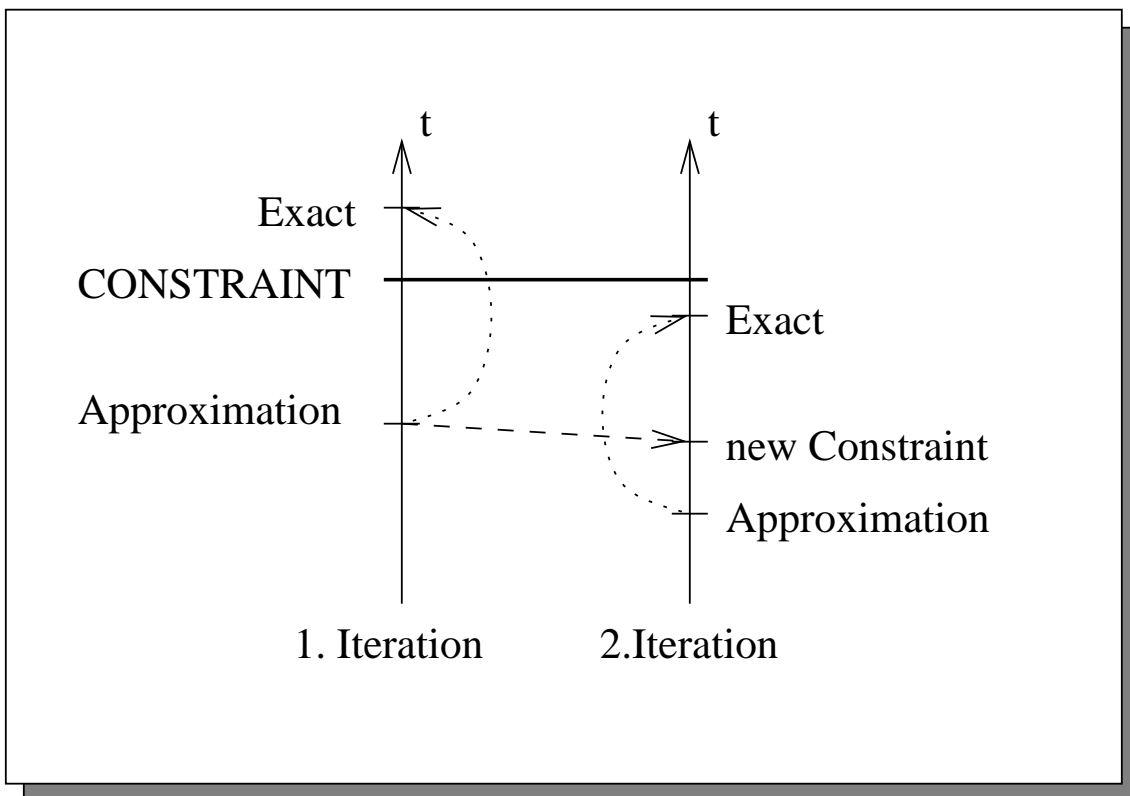 t
t
Exact
CONSTRAINT
Exact
Approximation
new Constraint
Approximation
1. Iteration
2.Iteration